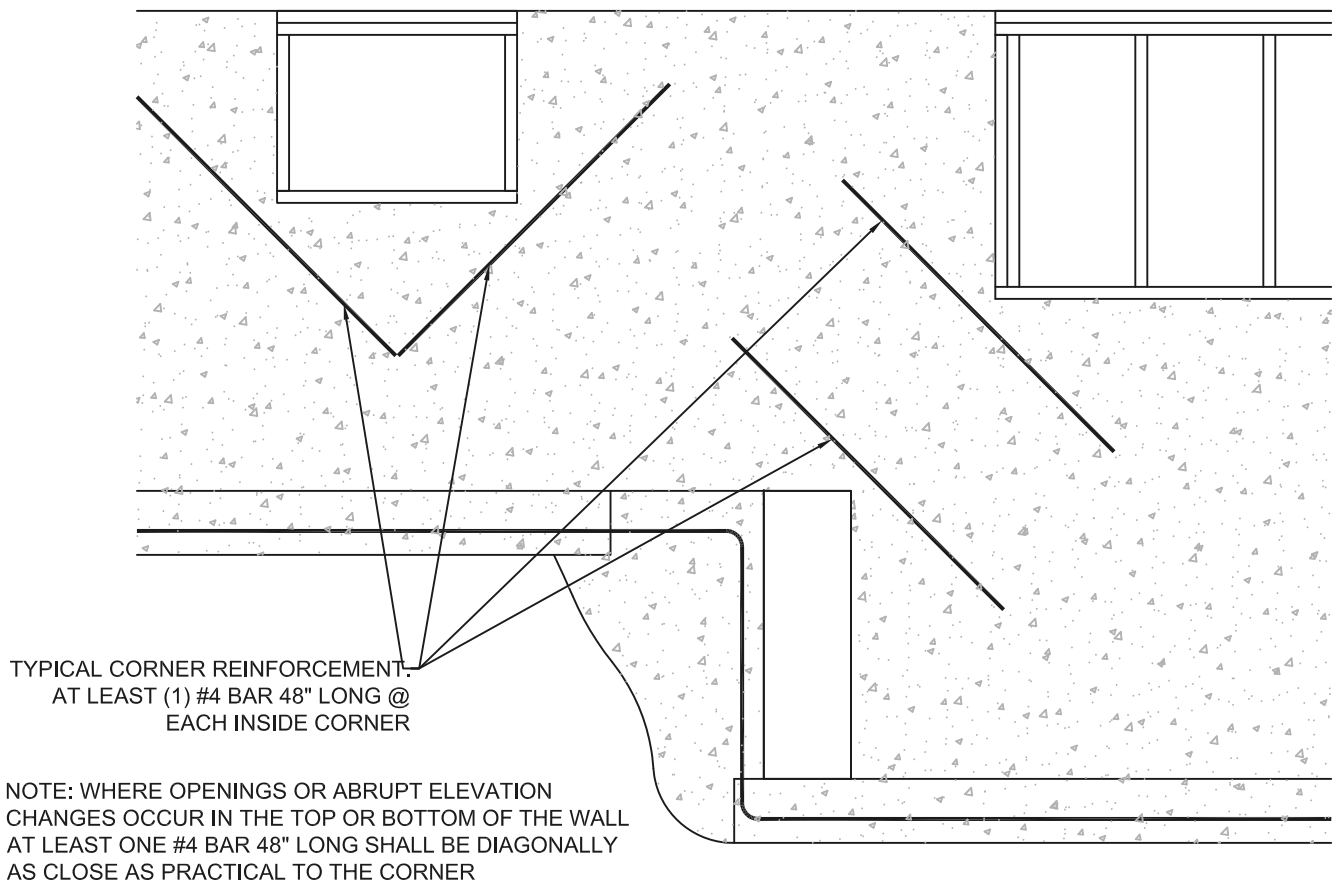 TYPICAL CORNER REINFORCEMENT.
AT LEAST (1) #4 BAR 48" LONG @
EACH INSIDE CORNER
NOTE: WHERE OPENINGS OR ABRUPT ELEVATION
CHANGES OCCUR IN THE TOP OR BOTTOM OF THE WALL
AT LEAST ONE #4 BAR 48" LONG SHALL BE DIAGONALLY
AS CLOSE AS PRACTICAL TO THE CORNER